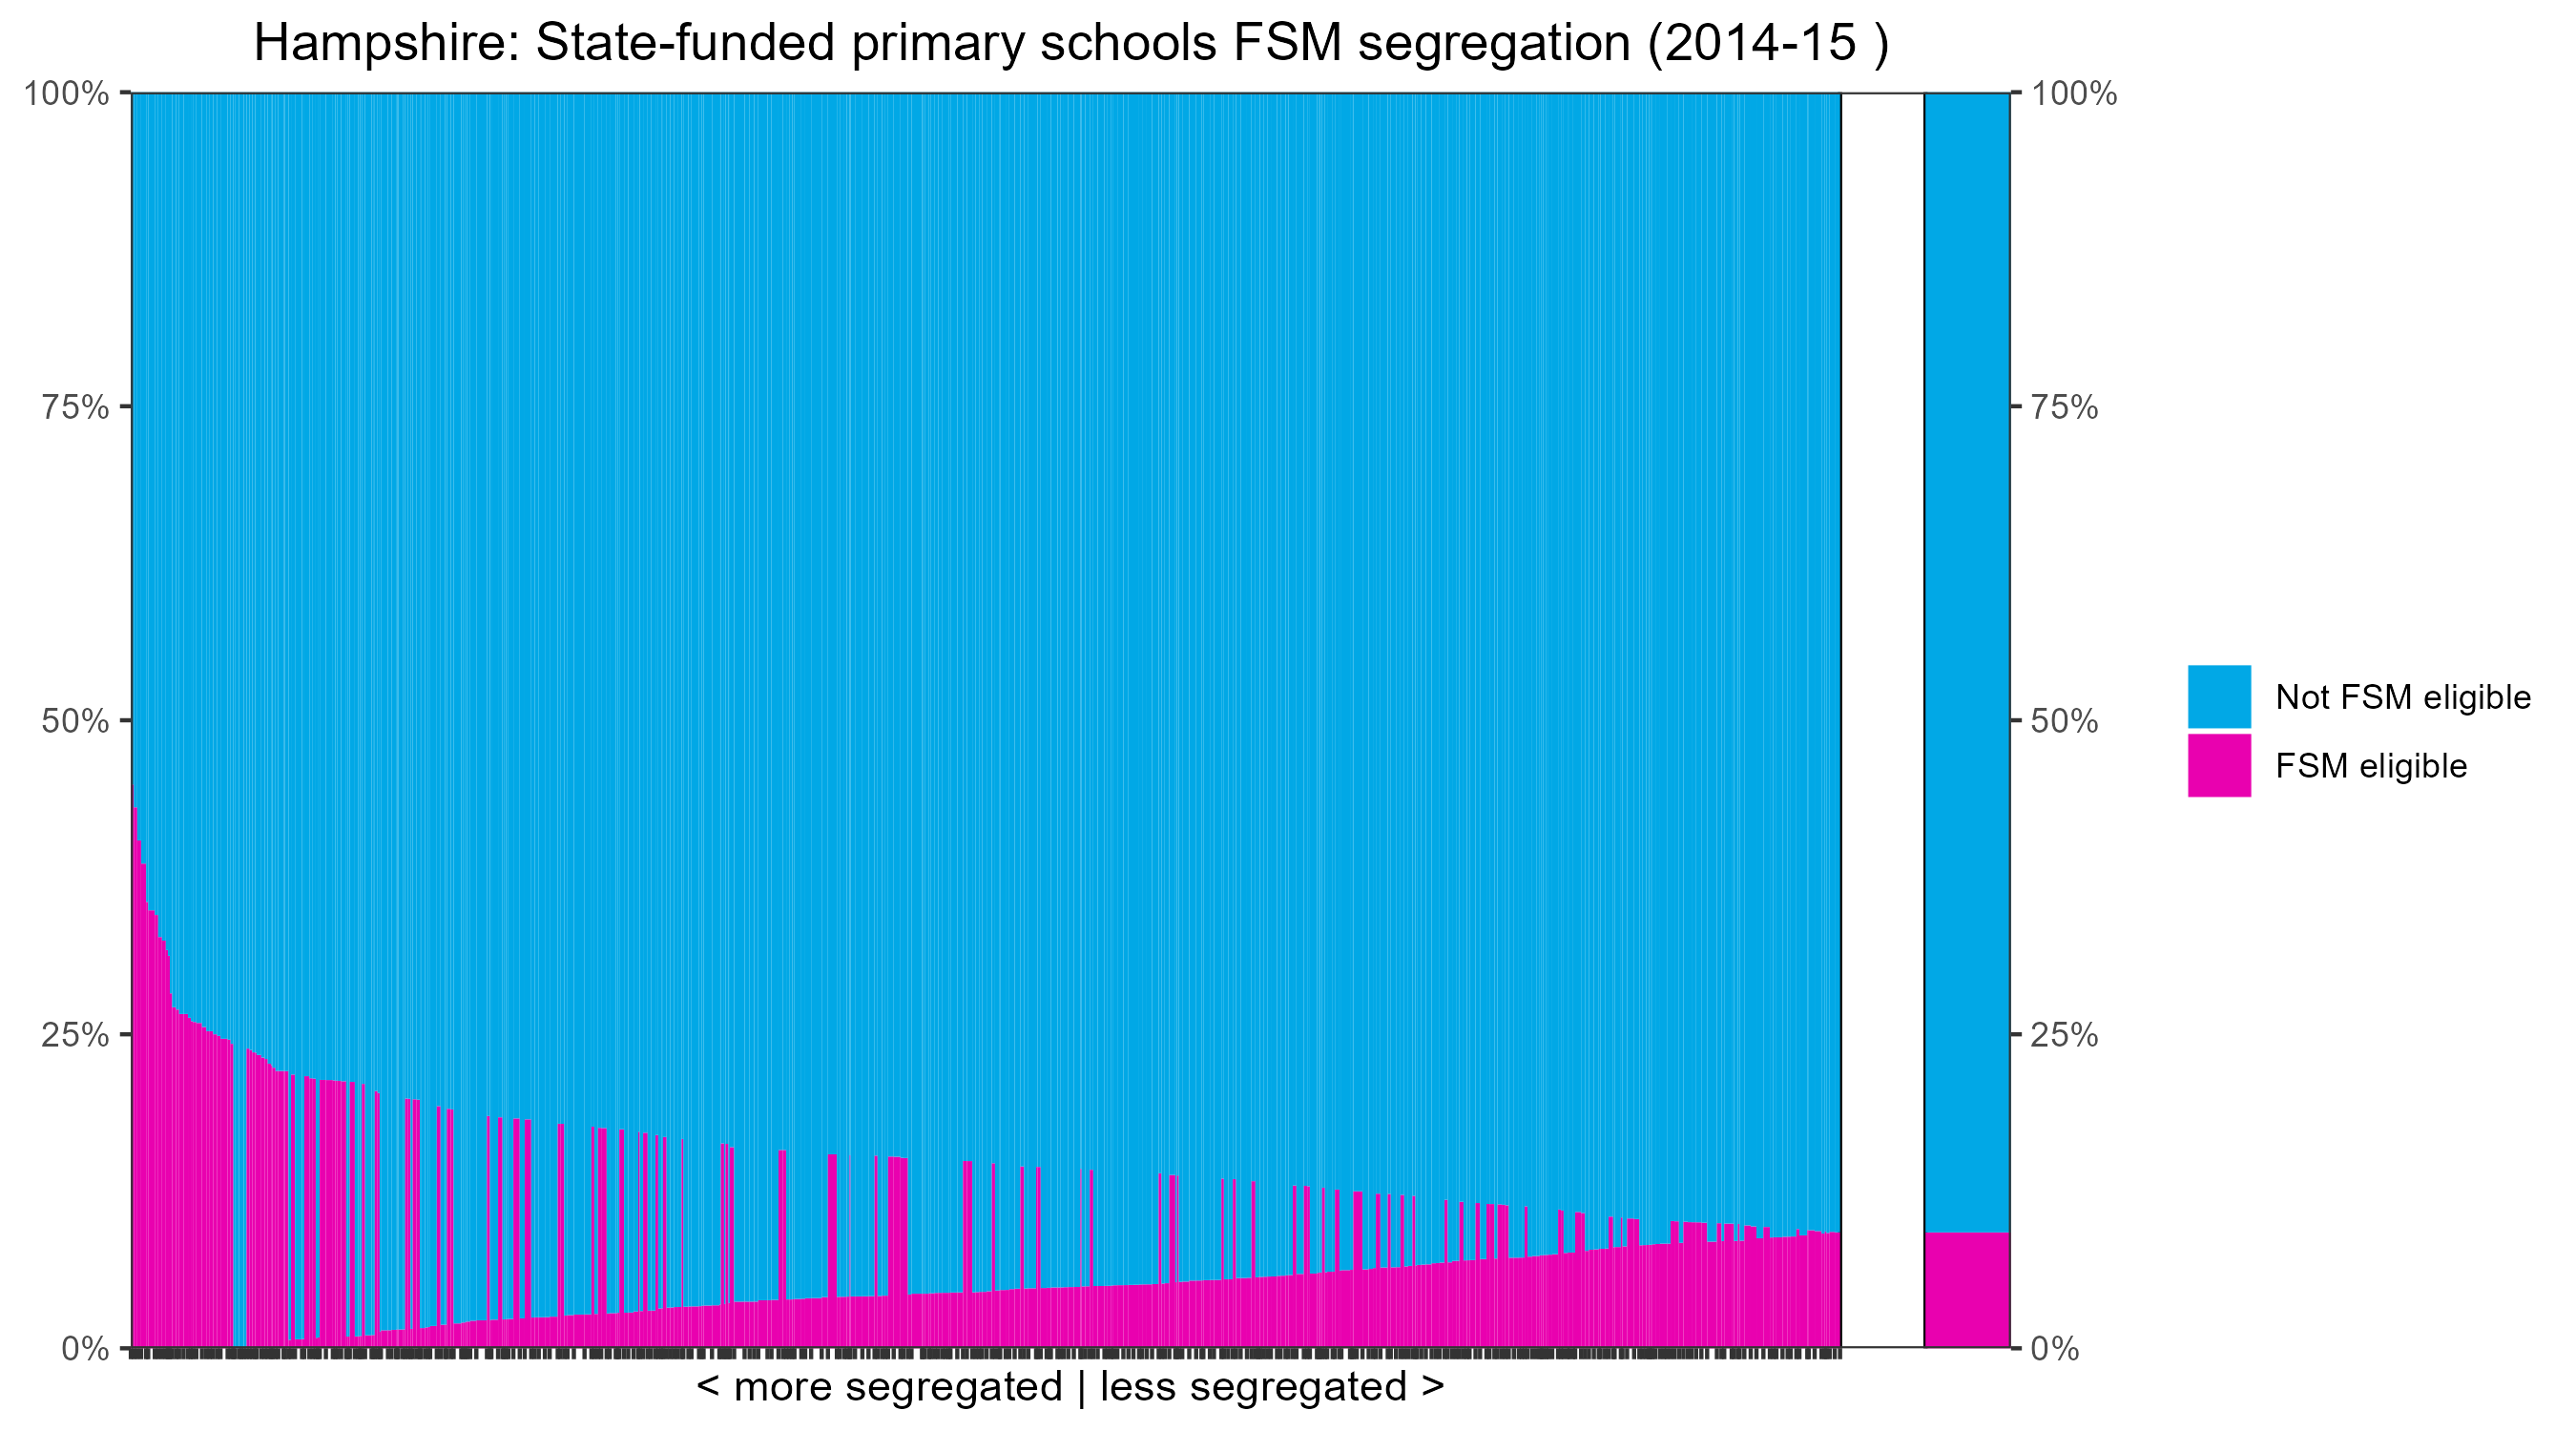 Hampshire: State-funded primary schools FSM segregation (2014-15 )
100%
75%
50%
25%
0%
100%
75%
50%
25%
0%
Not FSM eligible
FSM eligible
< more segregated | less segregated >